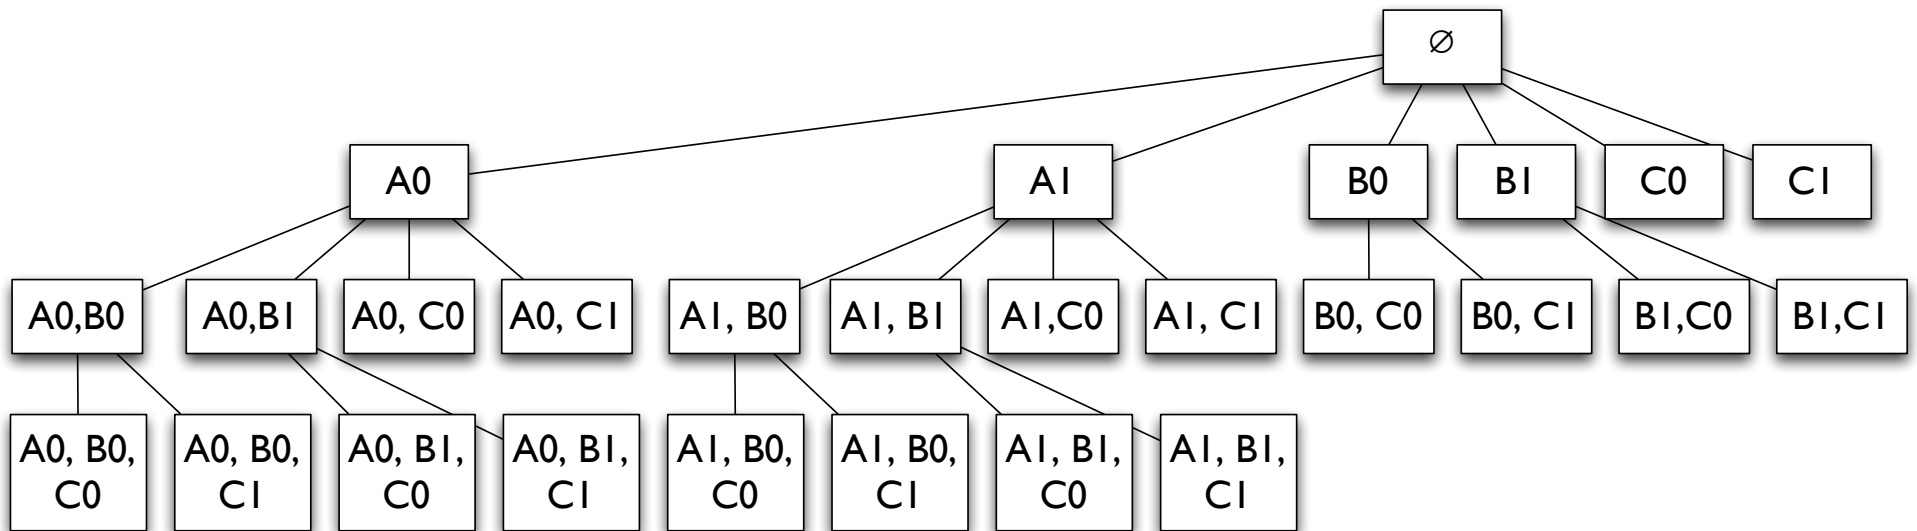 ∅
A0
A1
B0
B1
C0
C1
A0,B0
A0,B1
A0, C0
A0, C1
A1, B0
A1, B1
A1,C0
A1, C1
B0, C0
B0, C1
B1,C0
B1,C1
A0, B0,
C0
A0, B0,
C1
A0, B1,
C0
A0, B1,
C1
A1, B0,
C0
A1, B0,
C1
A1, B1,
C0
A1, B1,
C1